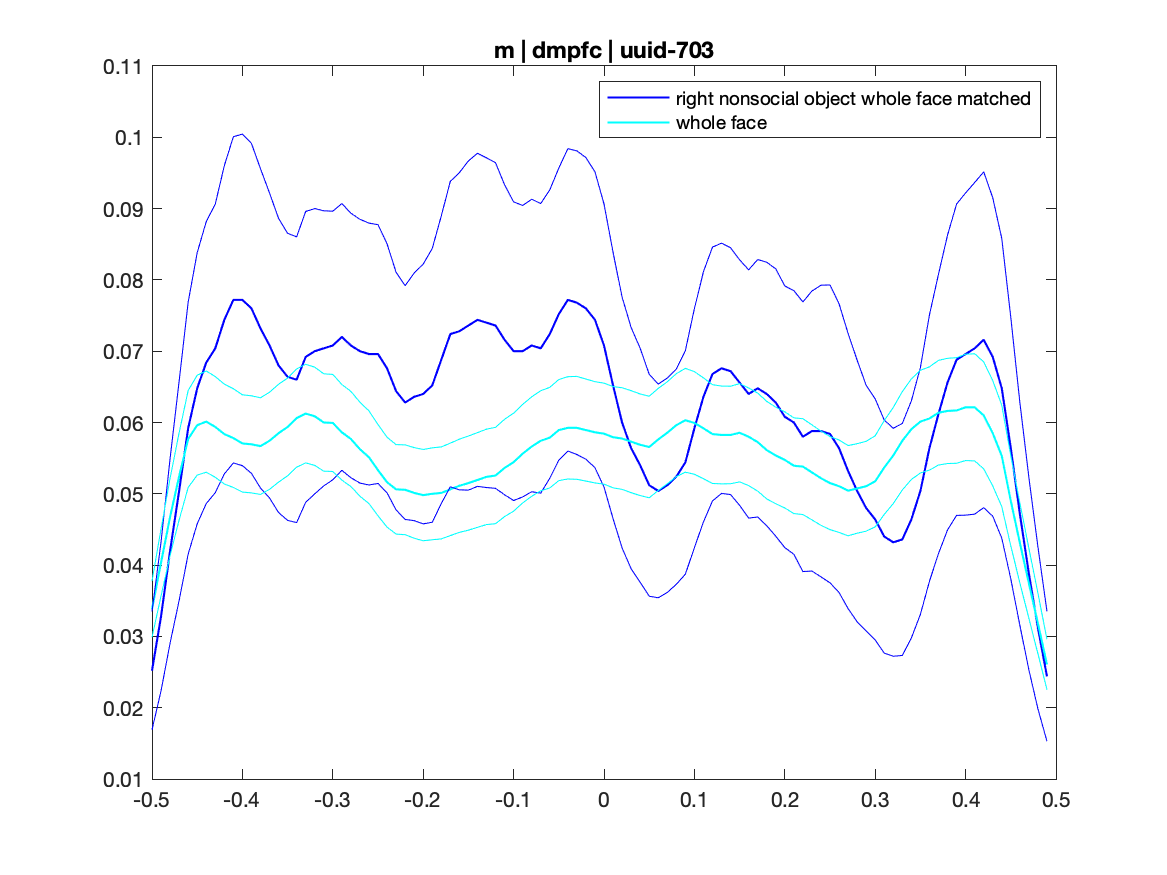 m | dmpfc | uuid-703
right nonsocial object whole face matched
whole face
0.11
0.1
0.09
0.08
0.07
0.06
0.05
0.04
0.03
0.02
0.01
-0.5 -0.4 -0.3 -0.2 -0.1 0 0.1 0.2 0.3 0.4 0.5